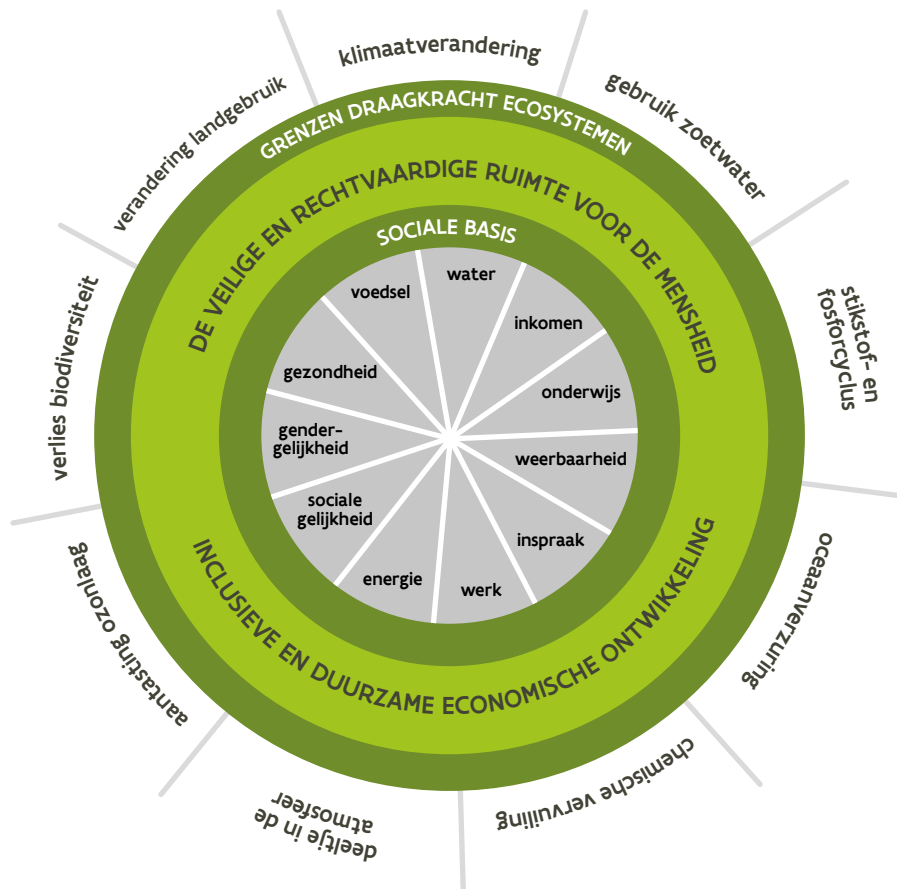 klimaatverandering
gebruik zoetwater
stikstof- en
fosforcyclus
oceaanverzuring
chemische vervuiling
deeltje in de
atmosfeer
aantasting ozonlaag
verlies biodiversiteit
verandering landgebruik
GRENZEN DRAAGKRACHT ECOSYSTEMEN
DE VEILIGE EN RECHTVAARDIGE RUIMTE VOOR DE MENSHEID
INCLUSIEVE EN DUURZAME ECONOMISCHE ONTWIKKELING
SOCIALE BASIS
water
inkomen
onderwijs
weerbaarheid
inspraak
werk
energie
sociale
gelijkheid
gender-
gelijkheid
gezondheid
voedsel